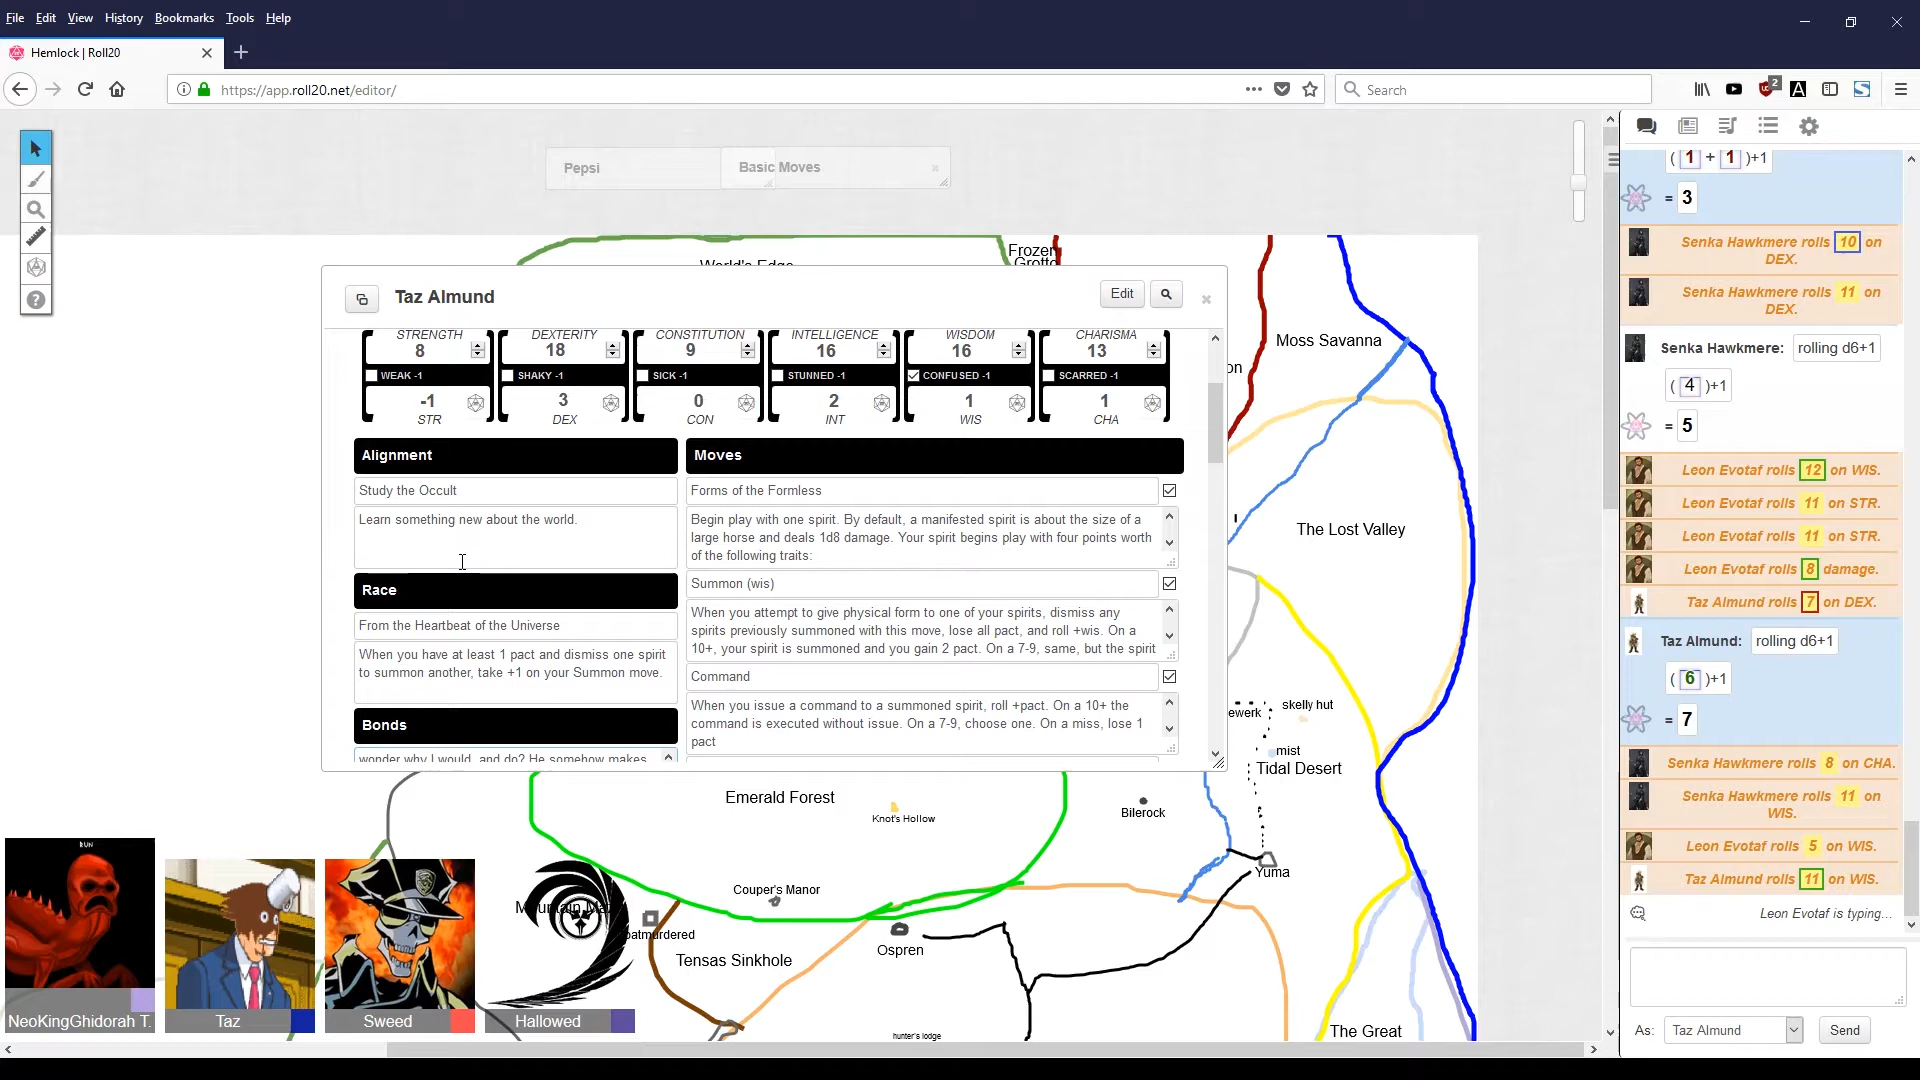 File Edit View History Bookmarks Tools Help
Hemlock | Roll20
https://app.roll20.net/editor/
Search
2
Pepsi
Basic Moves
World's Edge
Frozen
Grotto
Taz Almund
Edit
STRENGTH DEXTERITY CONSTITUTION INTELLIGENCE WISDOM CHARISMA
8 18 9 16 16 13
WEAK -1 SHAKY -1 SICK -1 STUNNED -1 CONFUSED -1 SCARRED -1
-1 3 0 2 1 1
STR DEX CON INT WIS CHA
Alignment
Study the Occult
Learn something new about the world.
Race
From the Heartbeat of the Universe
When you have at least 1 pact and dismiss one spirit
to summon another, take +1 on your Summon move.
Bonds
wonder why I would, and do? He somehow makes
Moves
Forms of the Formless
Begin play with one spirit. By default, a manifested spirit is about the size of a
large horse and deals 1d8 damage. Your spirit begins play with four points worth
of the following traits:
Summon (wis)
When you attempt to give physical form to one of your spirits, dismiss any
spirits previously summoned with this move, lose all pact, and roll +wis. On a
10+, your spirit is summoned and you gain 2 pact. On a 7-9, same, but the spirit
Command
When you issue a command to a summoned spirit, roll +pact. On a 10+ the
command is executed without issue. On a 7-9, choose one. On a miss, lose 1
pact
Moss Savanna
on
The Lost Valley
ewerk
skelly hut
mist
Tidal Desert
Emerald Forest
Knot's Hollow
Bilerock
Couper's Manor
Yuma
Ospren
Tensas Sinkhole
hunter's lodge
The Great
RUN
NeoKingGhidorah T.
Taz
Sweed
Hallowed
( 1 + 1 )+1
= 3
Senka Hawkmere rolls 10 on
DEX.
Senka Hawkmere rolls 11 on
DEX.
Senka Hawkmere: rolling d6+1
( 4 )+1
= 5
Leon Evotaf rolls 12 on WIS.
Leon Evotaf rolls 11 on STR.
Leon Evotaf rolls 11 on STR.
Leon Evotaf rolls 8 damage.
Taz Almund rolls 7 on DEX.
Taz Almund: rolling d6+1
( 6 )+1
= 7
Senka Hawkmere rolls 8 on CHA.
Senka Hawkmere rolls 11 on
WIS.
Leon Evotaf rolls 5 on WIS.
Taz Almund rolls 11 on WIS.
Leon Evotaf is typing...
As: Taz Almund Send